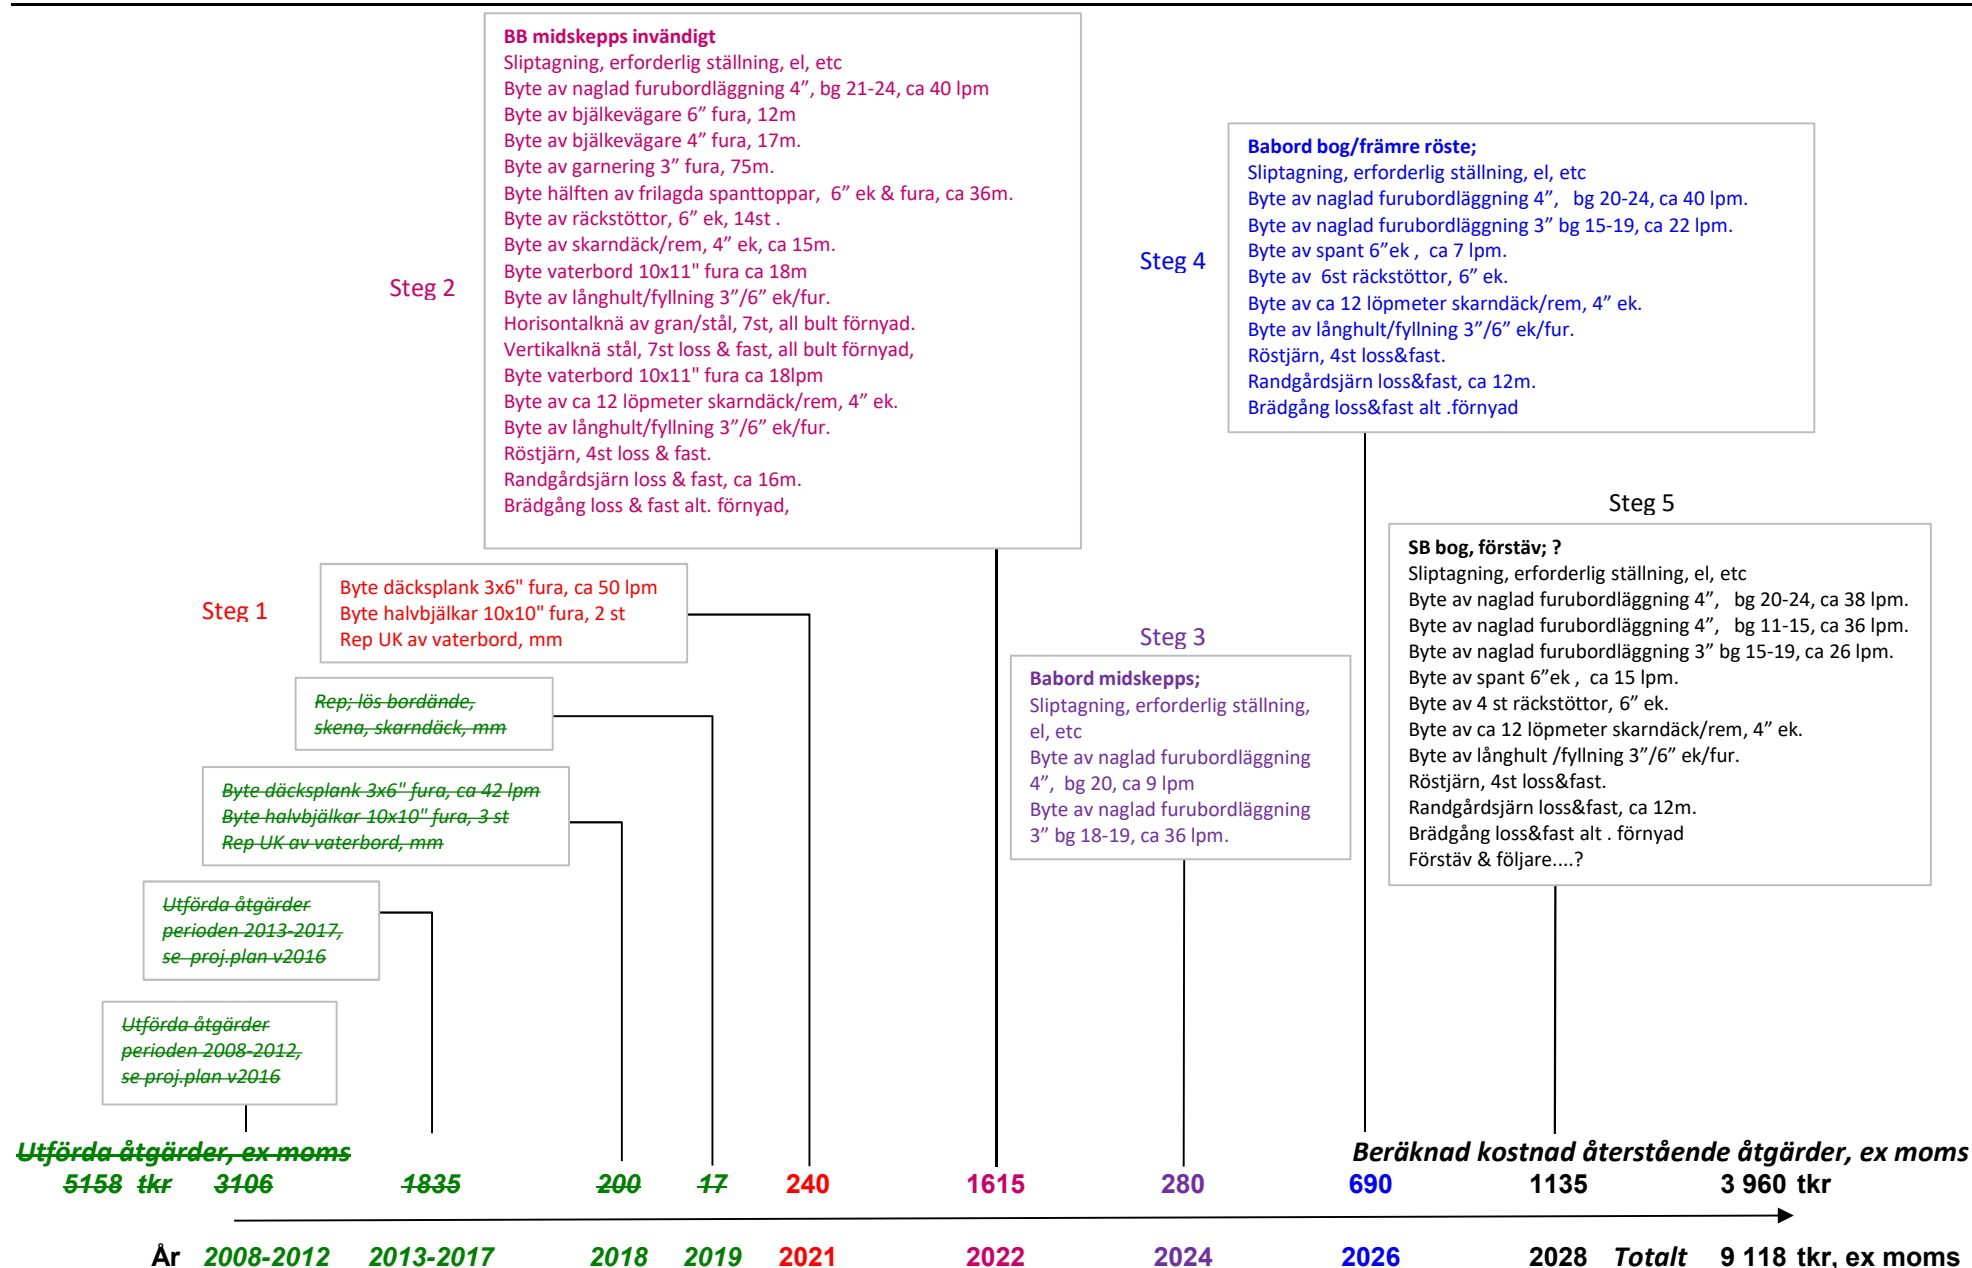 BB midskepps invändigt
Sliptagning, erforderlig ställning, el, etc
Byte av naglad furubordläggning 4”, bg 21-24, ca 40 lpm
Byte av bjälkevägare 6” fura, 12m
Byte av bjälkevägare 4” fura, 17m.
Byte av garnering 3” fura, 75m.
Byte hälften av frilagda spanttoppar, 6” ek & fura, ca 36m.
Byte av räckstöttor, 6” ek, 14st .
Byte av skarndäck/rem, 4” ek, ca 15m.
Byte vaterbord 10x11" fura ca 18m
Byte av långhult/fyllning 3”/6” ek/fur.
Horisontalknä av gran/stål, 7st, all bult förnyad.
Vertikalknä stål, 7st loss & fast, all bult förnyad,
Byte vaterbord 10x11" fura ca 18lpm
Byte av ca 12 löpmeter skarndäck/rem, 4” ek.
Byte av långhult/fyllning 3”/6” ek/fur.
Röstjärn, 4st loss & fast.
Randgårdsjärn loss & fast, ca 16m.
Brädgång loss & fast alt. förnyad,
Steg 2
Babord bog/främre röste;
Sliptagning, erforderlig ställning, el, etc
Byte av naglad furubordläggning 4”, bg 20-24, ca 40 lpm.
Byte av naglad furubordläggning 3” bg 15-19, ca 22 lpm.
Byte av spant 6”ek , ca 7 lpm.
Byte av 6st räckstöttor, 6” ek.
Byte av ca 12 löpmeter skarndäck/rem, 4” ek.
Byte av långhult/fyllning 3”/6” ek/fur.
Röstjärn, 4st loss&fast.
Randgårdsjärn loss&fast, ca 12m.
Brädgång loss&fast alt .förnyad
Steg 4
Steg 5
SB bog, förstäv; ?
Sliptagning, erforderlig ställning, el, etc
Byte av naglad furubordläggning 4”, bg 20-24, ca 38 lpm.
Byte av naglad furubordläggning 4”, bg 11-15, ca 36 lpm.
Byte av naglad furubordläggning 3” bg 15-19, ca 26 lpm.
Byte av spant 6”ek , ca 15 lpm.
Byte av 4 st räckstöttor, 6” ek.
Byte av ca 12 löpmeter skarndäck/rem, 4” ek.
Byte av långhult /fyllning 3”/6” ek/fur.
Röstjärn, 4st loss&fast.
Randgårdsjärn loss&fast, ca 12m.
Brädgång loss&fast alt . förnyad
Förstäv & följare....?
Steg 1
Byte däcksplank 3x6" fura, ca 50 lpm
Byte halvbjälkar 10x10" fura, 2 st
Rep UK av vaterbord, mm
Steg 3
Babord midskepps;
Sliptagning, erforderlig ställning,
el, etc
Byte av naglad furubordläggning
4”, bg 20, ca 9 lpm
Byte av naglad furubordläggning
3” bg 18-19, ca 36 lpm.
Rep; lös bordände,
skena, skarndäck, mm
Byte däcksplank 3x6" fura, ca 42 lpm
Byte halvbjälkar 10x10" fura, 3 st
Rep UK av vaterbord, mm
Utförda åtgärder
perioden 2013-2017,
se proj.plan v2016
Utförda åtgärder
perioden 2008-2012,
se proj.plan v2016
Utförda åtgärder, ex moms
Beräknad kostnad återstående åtgärder, ex moms
5158 tkr 3106 1835 200 17 240 1615 280 690 1135 3 960 tkr
År 2008-2012 2013-2017 2018 2019 2021 2022 2024 2026 2028 Totalt 9 118 tkr, ex moms